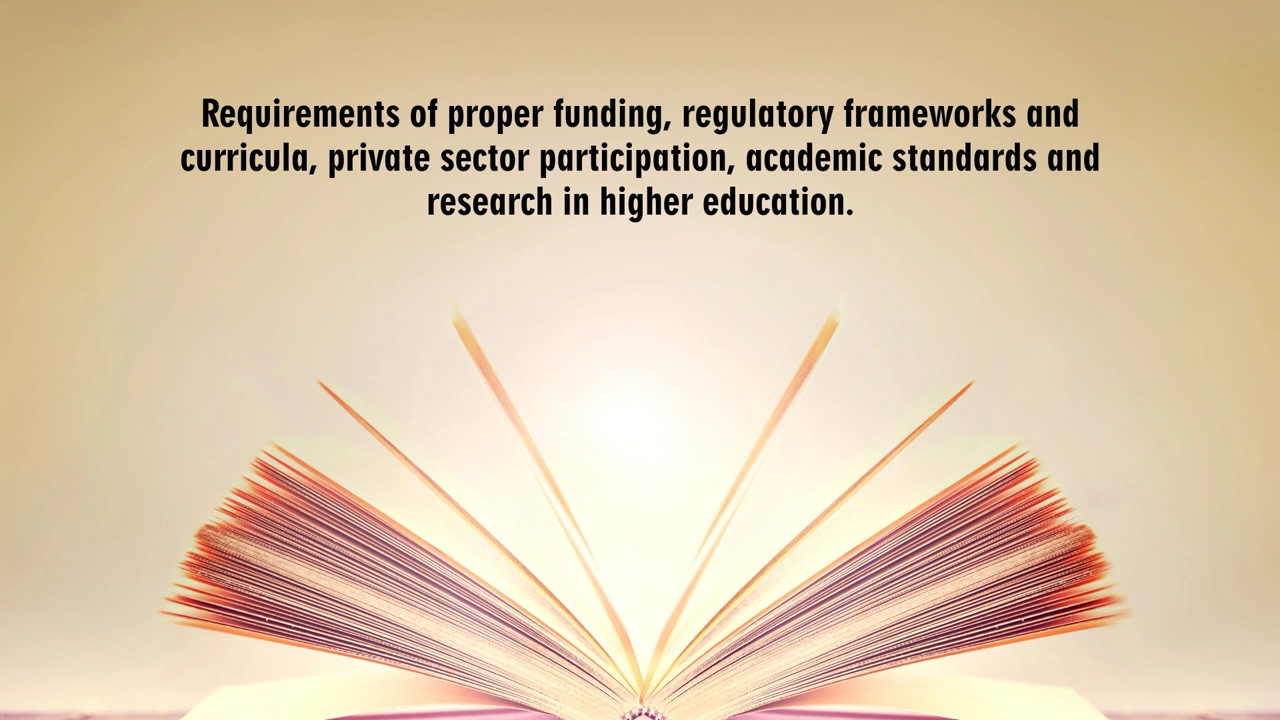 Requirements of proper funding, regulatory frameworks and
curricula, private sector participation, academic standards and
research in higher education.